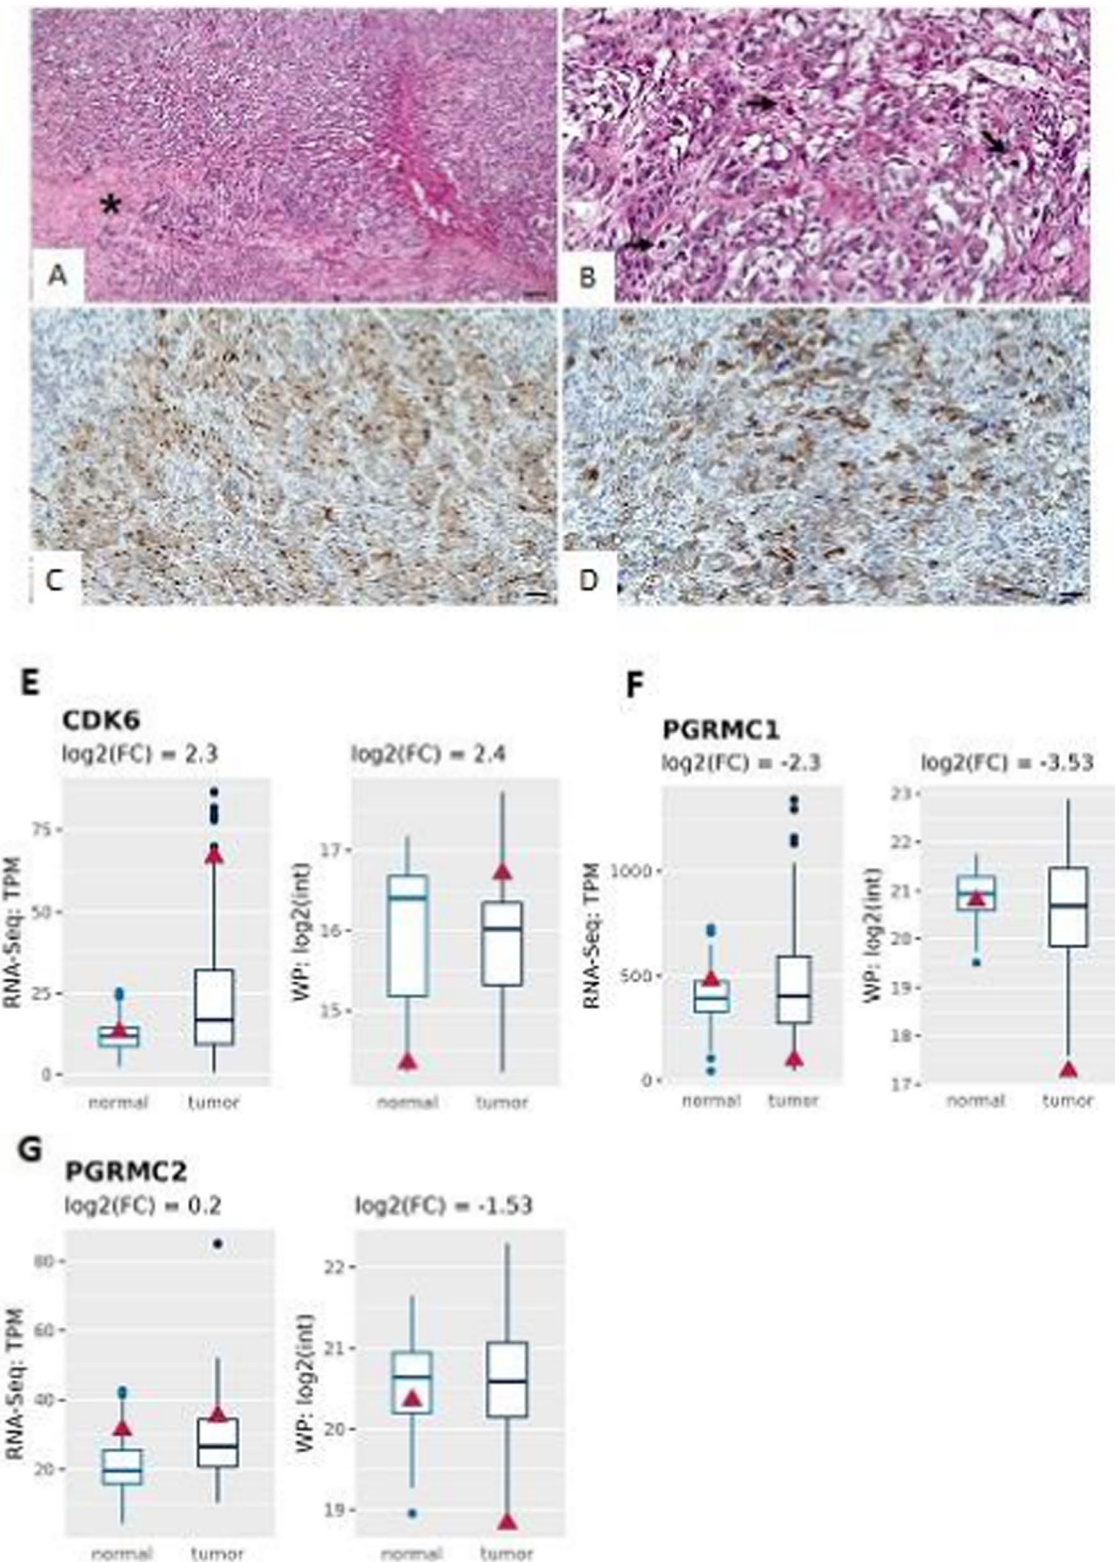 *
A
B
C
D
E
CDK6
log2(FC) = 2.3
log2(FC) = 2.4
RNA-Seq: TPM
75
50
25
0
normal tumor
WP: log2(int)
17
16
15
normal tumor
F
PGRMC1
log2(FC) = -2.3
log2(FC) = -3.53
RNA-Seq: TPM
1000
500
0
normal tumor
WP: log2(int)
23
22
21
20
19
18
17
normal tumor
G
PGRMC2
log2(FC) = 0.2
log2(FC) = -1.53
RNA-Seq: TPM
80
60
40
20
normal tumor
WP: log2(int)
22
21
20
19
normal tumor